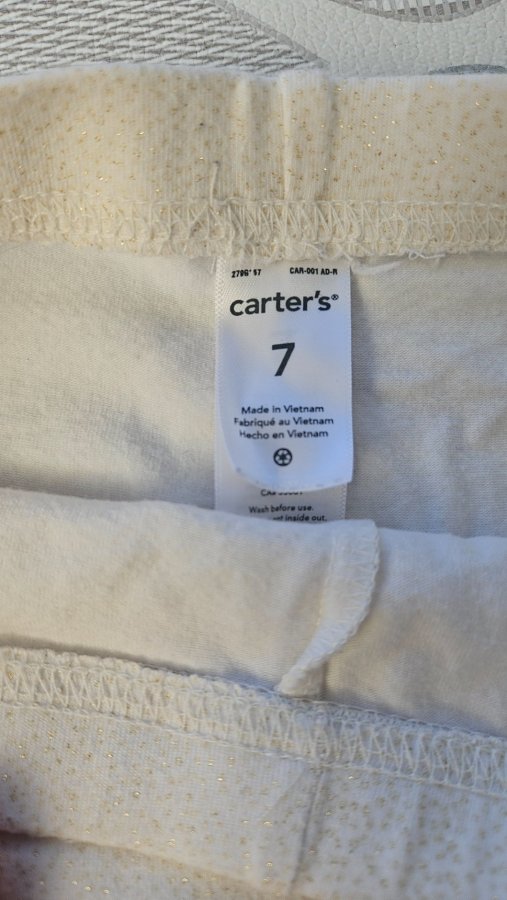 CAR-001 AD-R
carter's®
7
Made in Vietnam
Fabriqué au Vietnam
Hecho en Vietnam
Wash before use.
inside out.